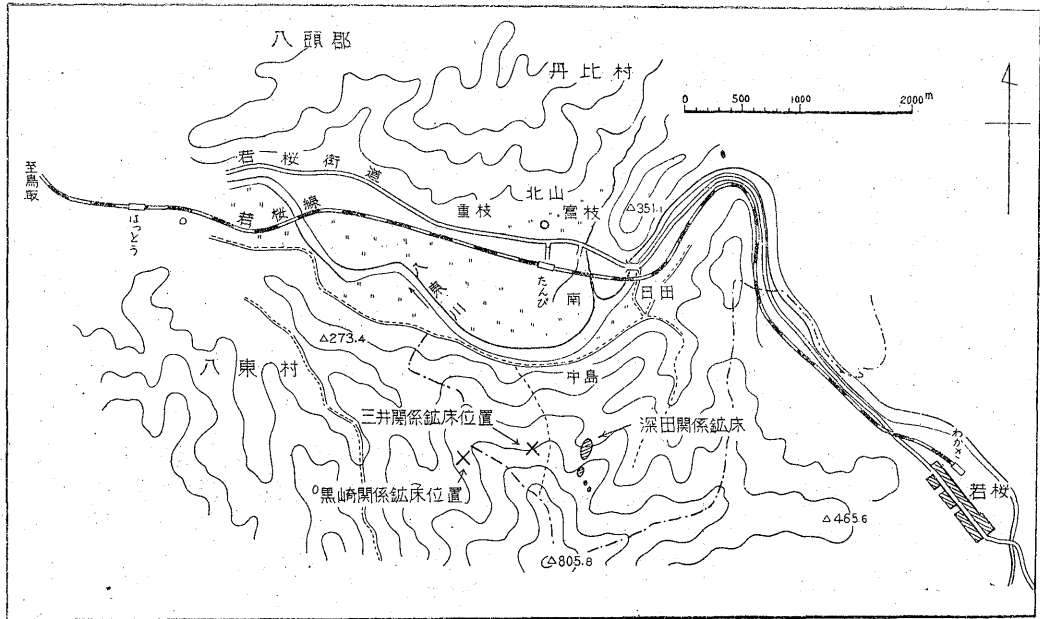 八頭郡
丹比村
0 500 1000 2000m
至鳥取
若桜街道
北山
重枝
富枝
△351.1
はっとう
若桜線
八東川
たんぴ
南
日田
△273.4
八東村
中島
三井関係鉱床位置
深田関係鉱床
黒崎関係鉱床位置
わかさ
若桜
△465.6
△805.8